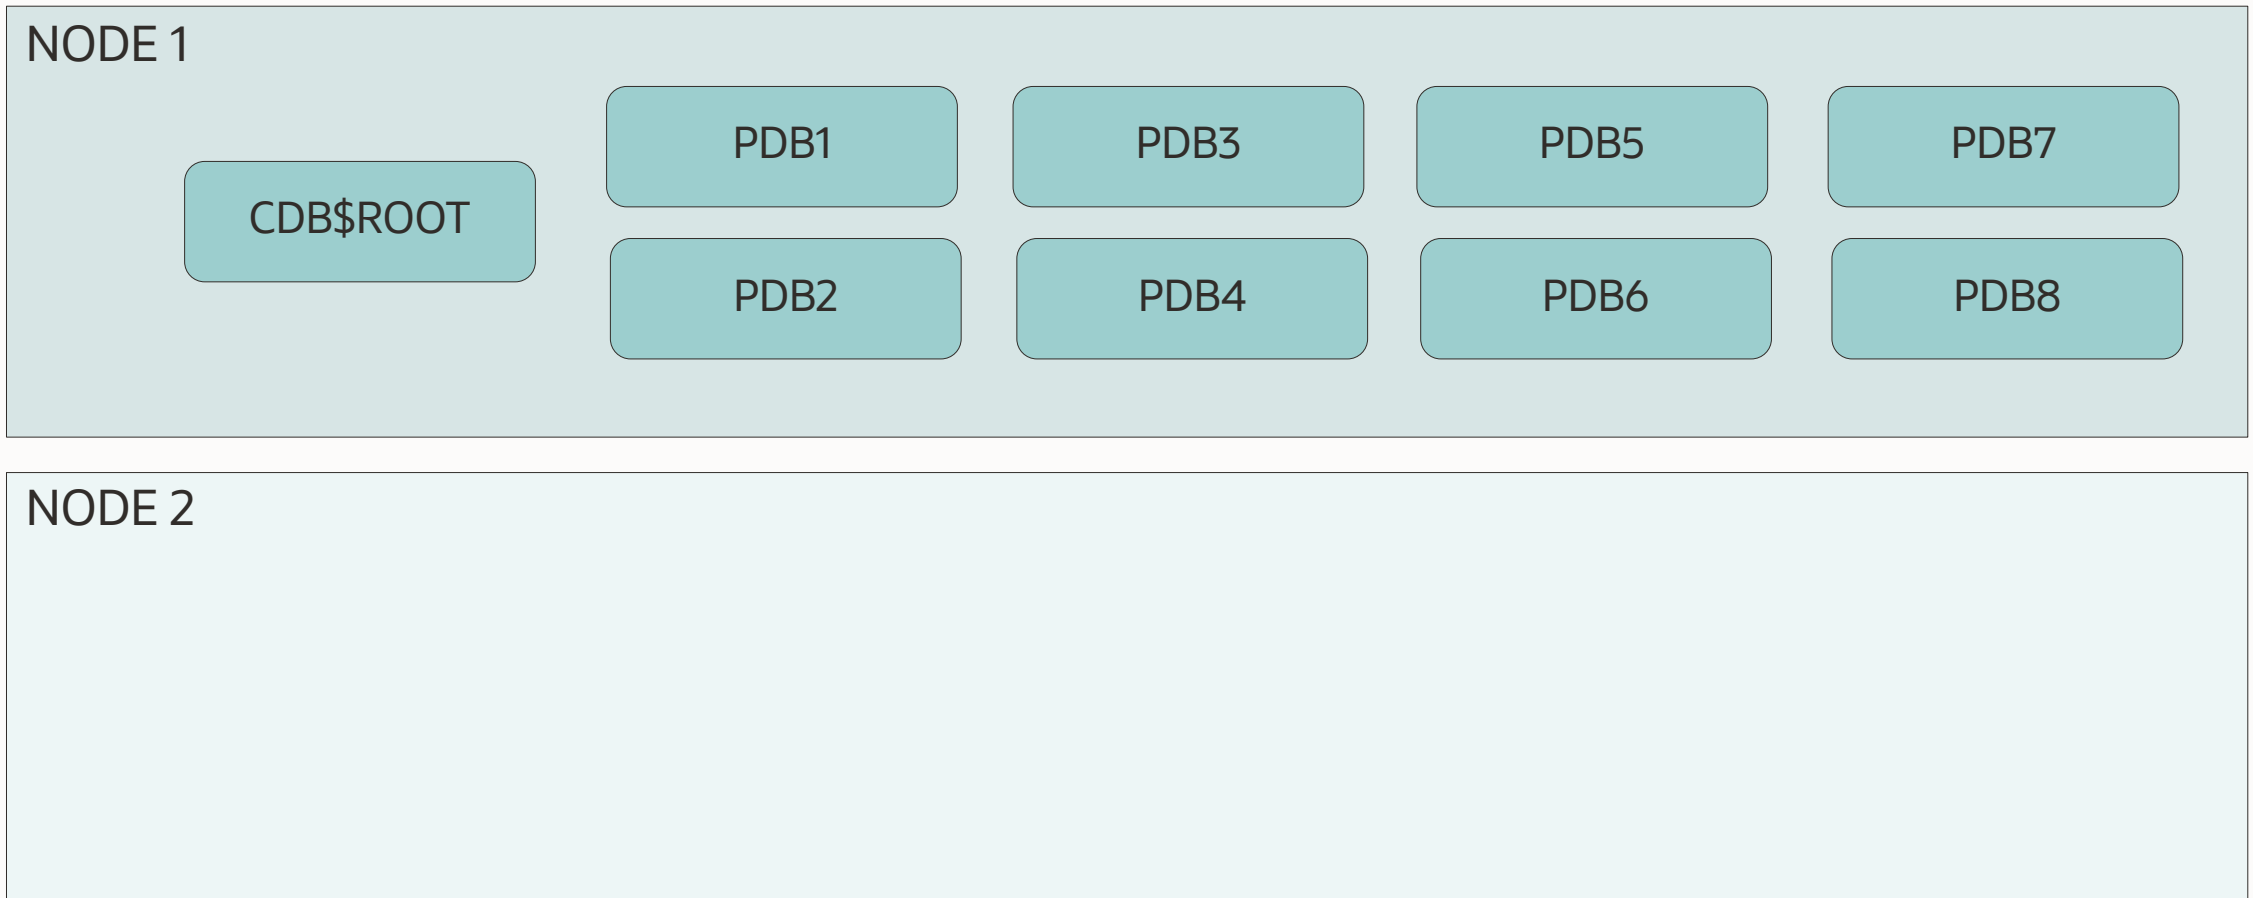 NODE 1
CDB$ROOT
PDB1
PDB3
PDB5
PDB7
PDB2
PDB4
PDB6
PDB8
NODE 2